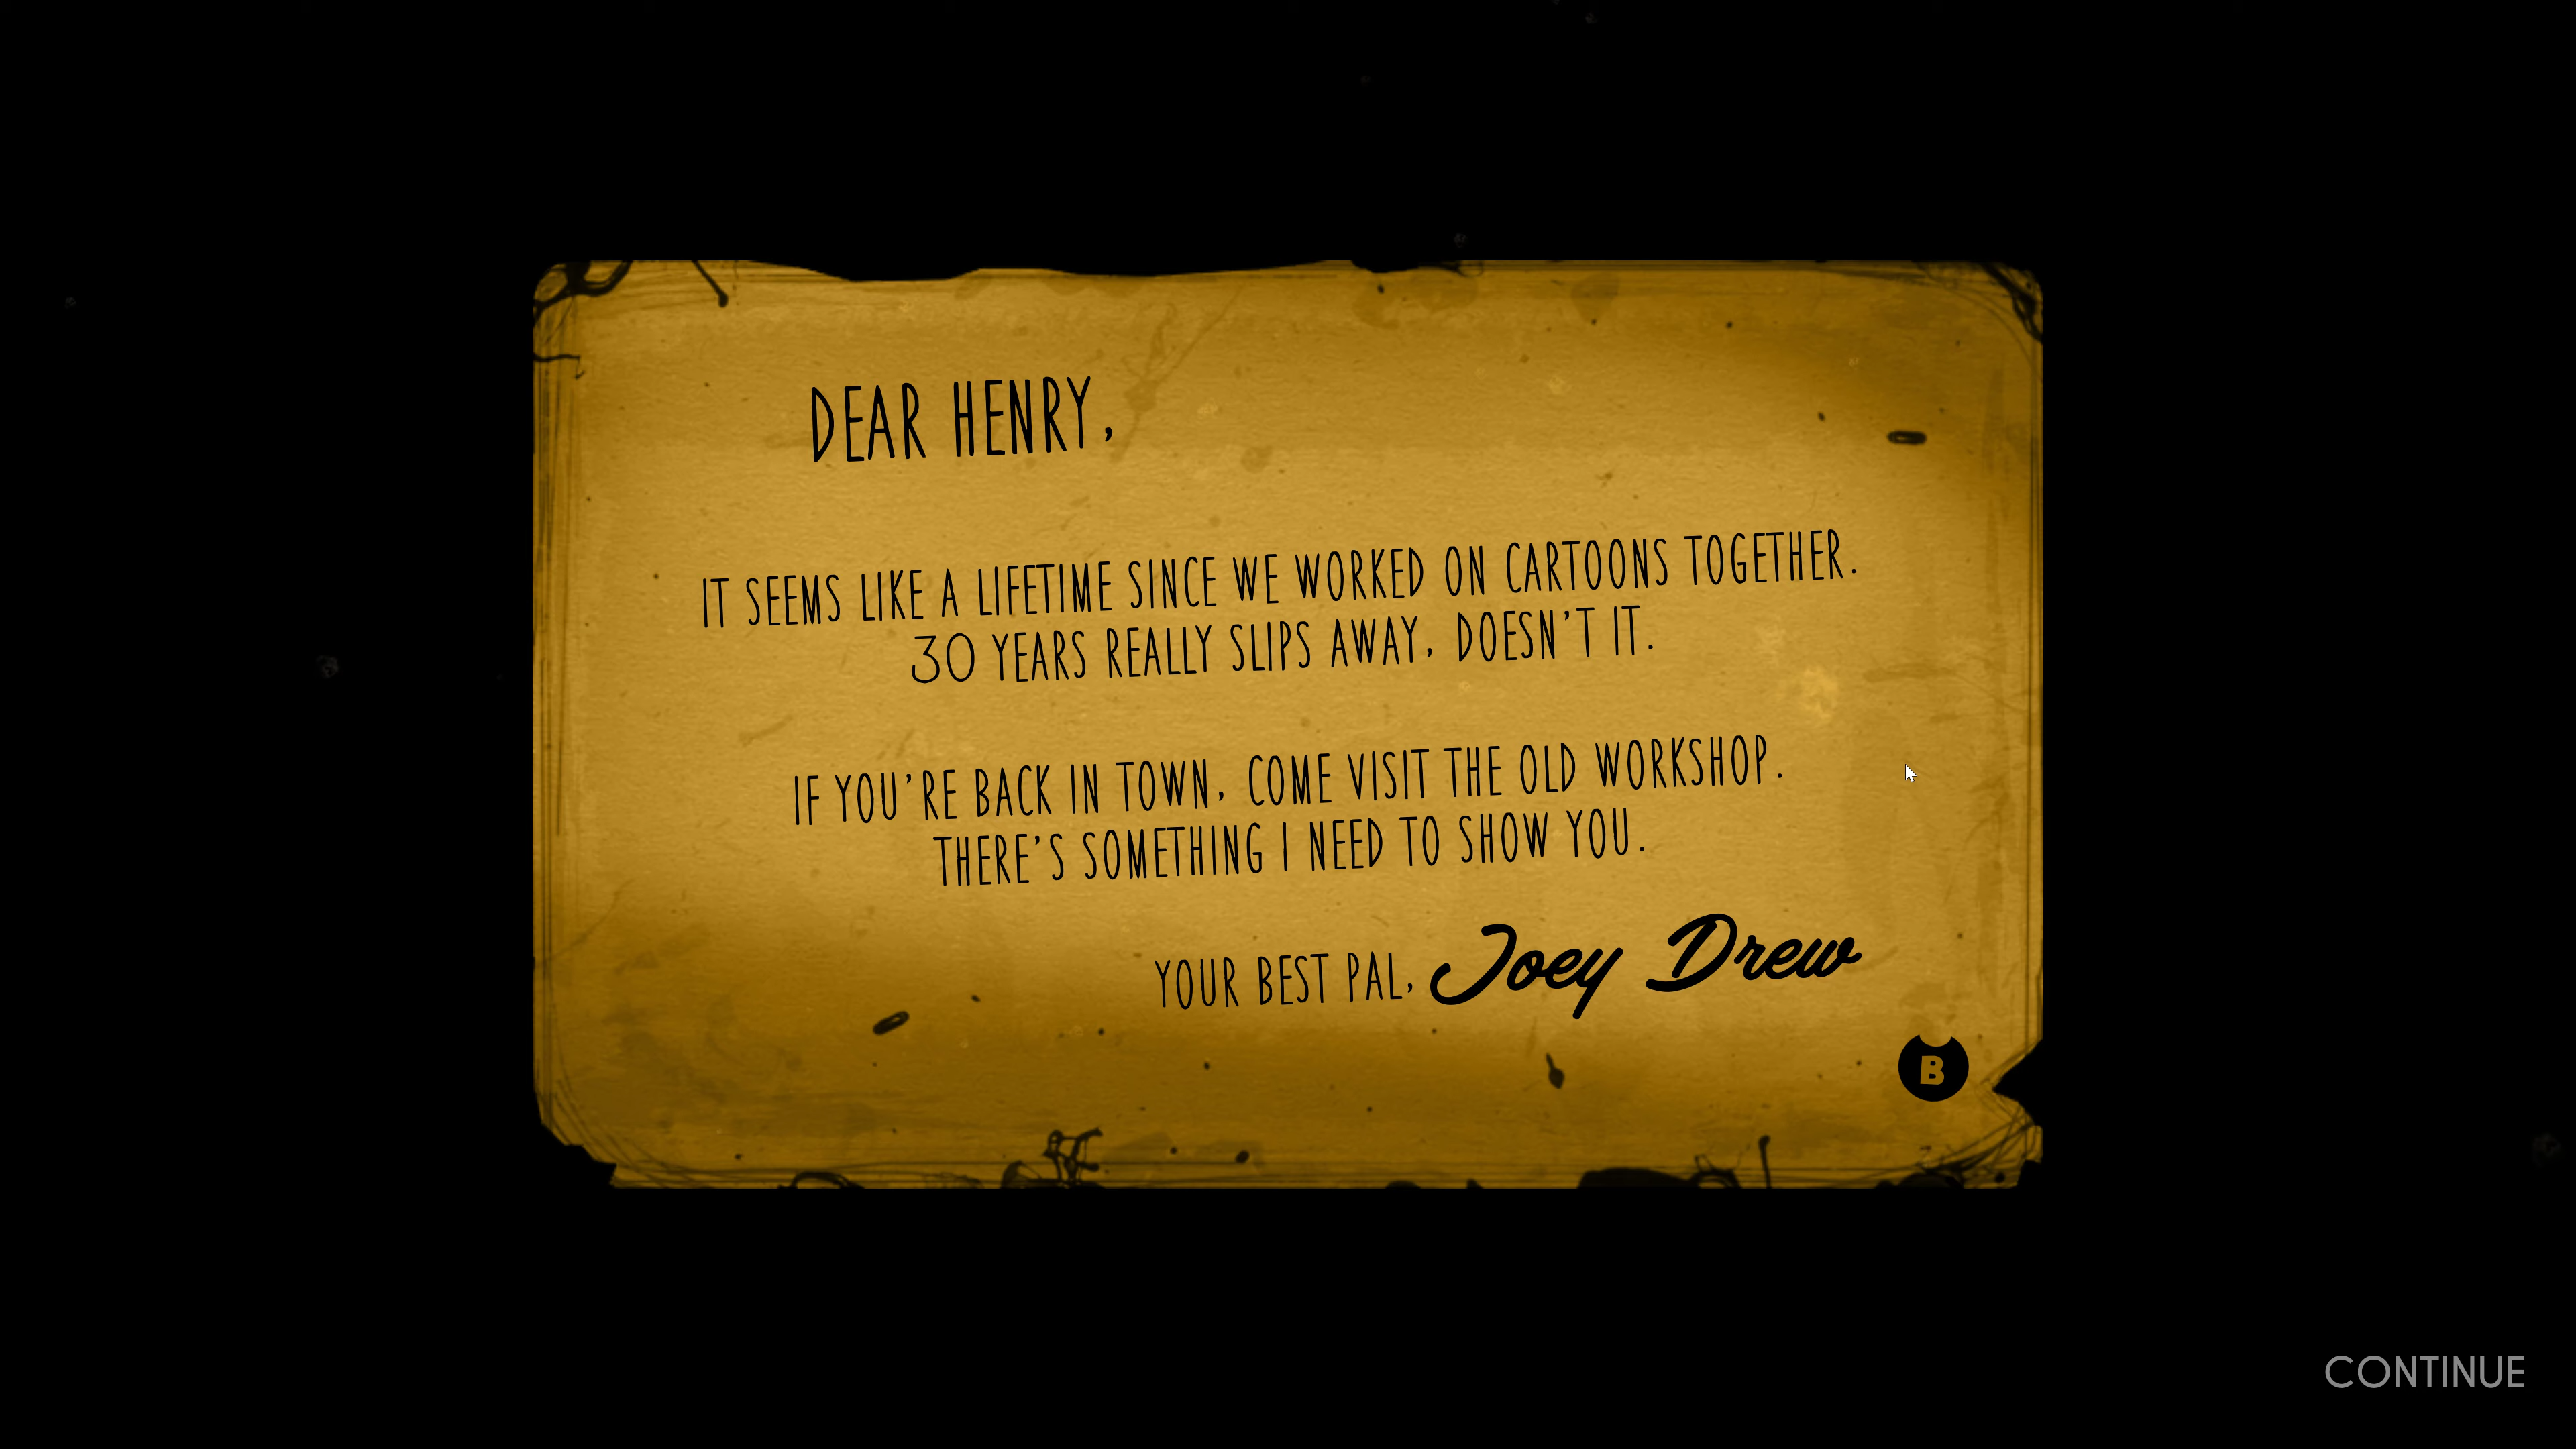 DEAR HENRY,
IT SEEMS LIKE A LIFETIME SINCE WE WORKED ON CARTOONS TOGETHER.
30 YEARS REALLY SLIPS AWAY, DOESN'T IT.
IF YOU'RE BACK IN TOWN, COME VISIT THE OLD WORKSHOP.
THERE'S SOMETHING I NEED TO SHOW YOU.
YOUR BEST PAL, Joey Drew
B
CONTINUE